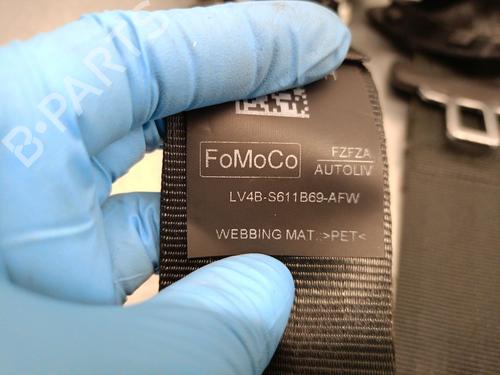 B-PARTS
FoMoCo
FZFZA
AUTOLIV
LV4B-S611B69-AFW
WEBBING MAT.:>PET<